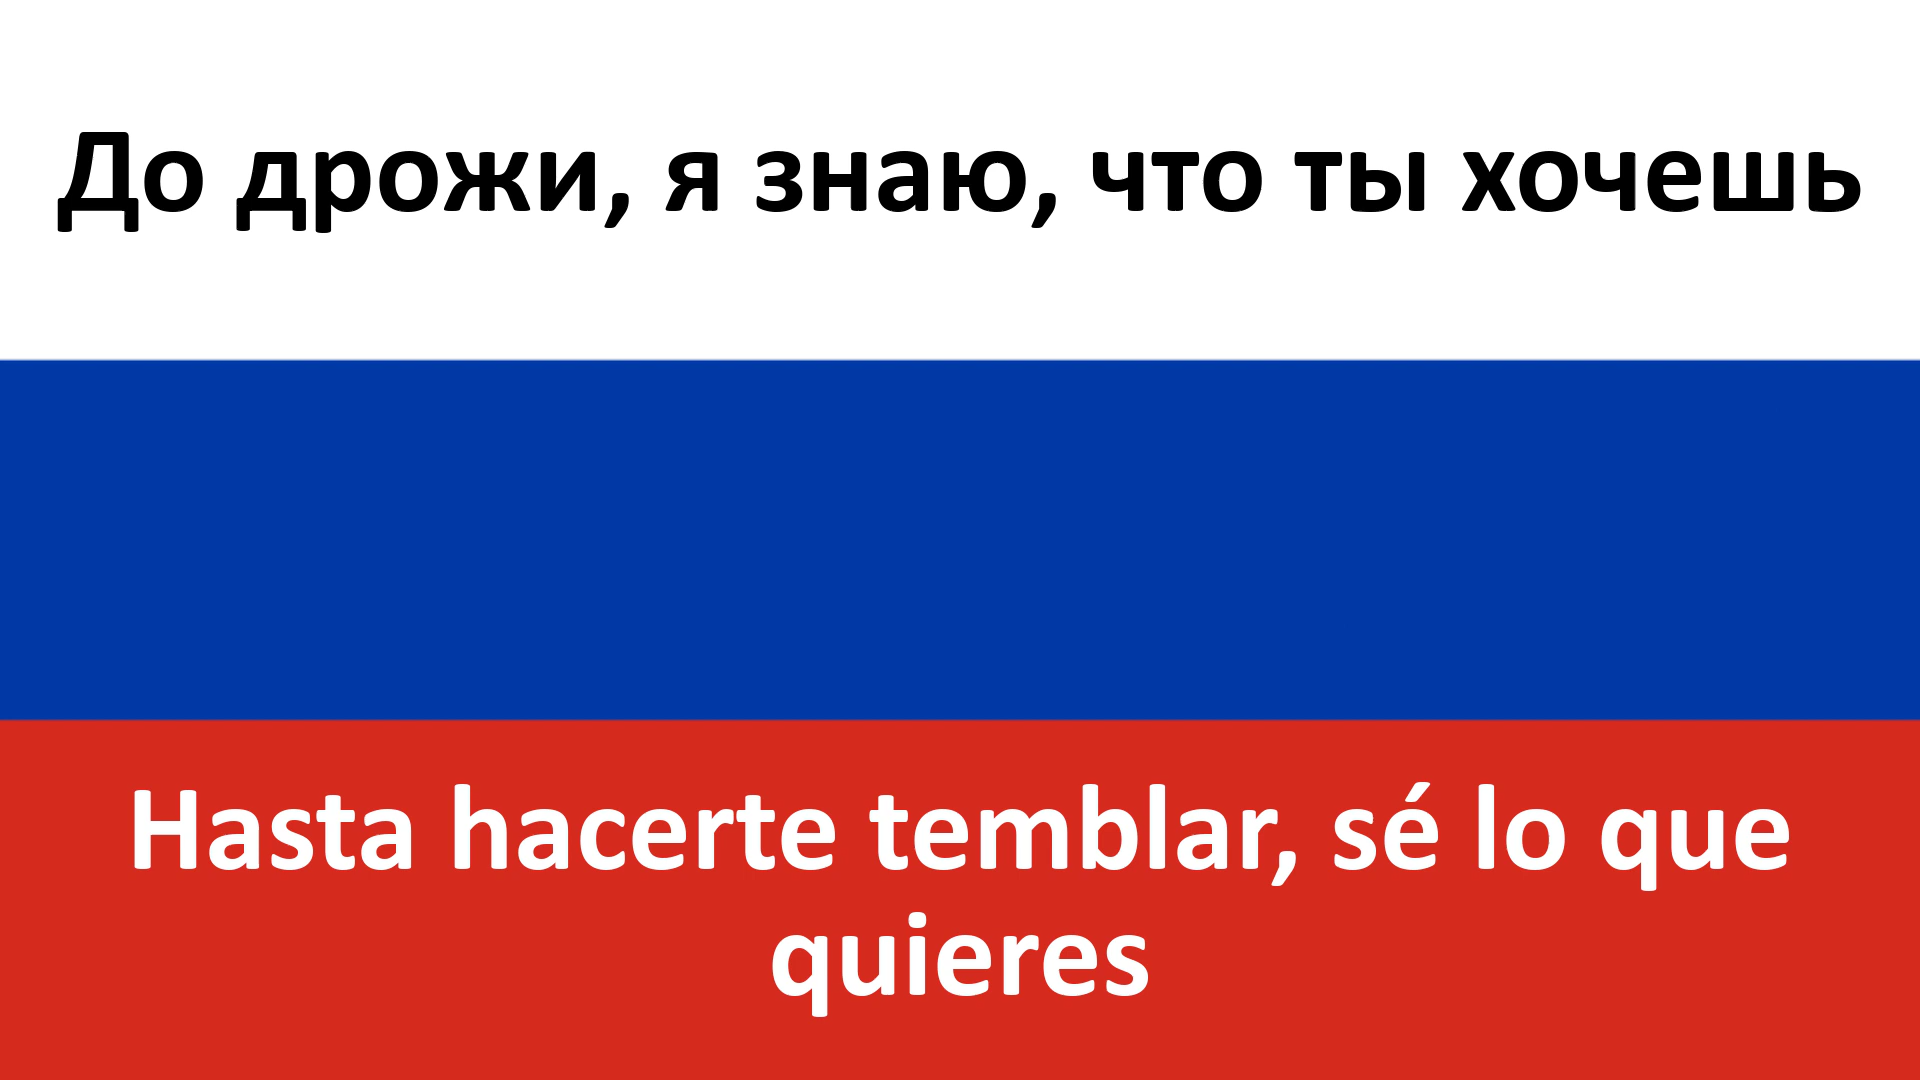 До дрожи, я знаю, что ты хочешь
Hasta hacerte temblar, sé lo que
quieres